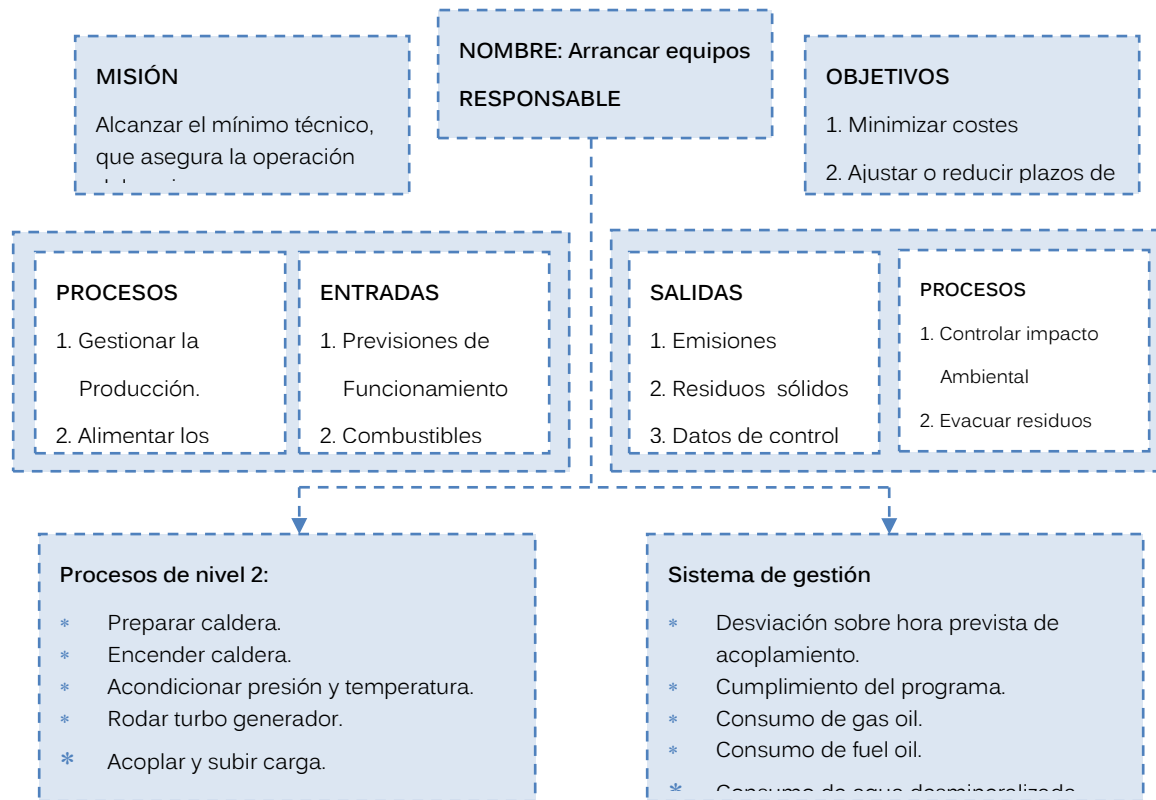 NOMBRE: Arrancar equipos
RESPONSABLE
MISIÓN
Alcanzar el mínimo técnico,
que asegura la operación
OBJETIVOS
1. Minimizar costes
2. Ajustar o reducir plazos de
PROCESOS
1. Gestionar la
Producción.
2. Alimentar los
ENTRADAS
1. Previsiones de
Funcionamiento
2. Combustibles
SALIDAS
1. Emisiones
2. Residuos sólidos
3. Datos de control
PROCESOS
1. Controlar impacto
Ambiental
2. Evacuar residuos
Procesos de nivel 2:
* Preparar caldera.
* Encender caldera.
* Acondicionar presión y temperatura.
* Rodar turbo generador.
* Acoplar y subir carga.
Sistema de gestión
* Desviación sobre hora prevista de
acoplamiento.
* Cumplimiento del programa.
* Consumo de gas oil.
* Consumo de fuel oil.
* Consumo de agua desmineralizada